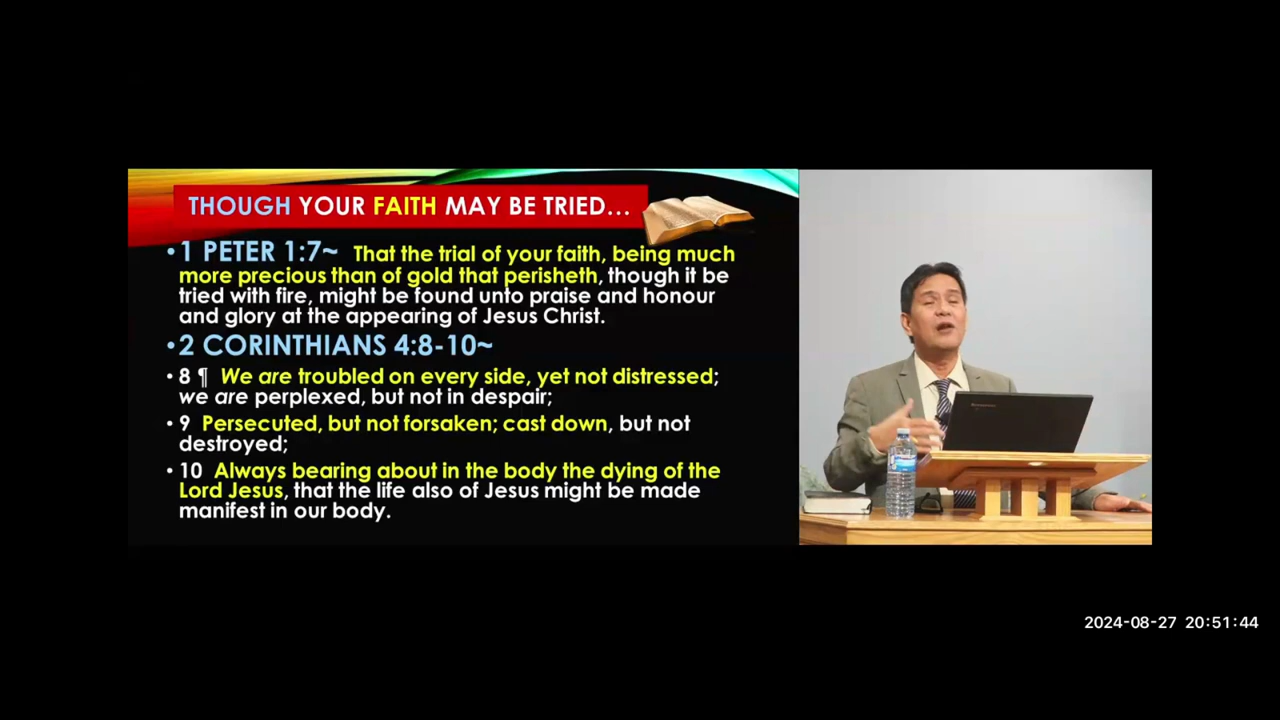 THOUGH YOUR FAITH MAY BE TRIED...
•1 PETER 1:7~ That the trial of your faith, being much
more precious than of gold that perisheth, though it be
tried with fire, might be found unto praise and honour
and glory at the appearing of Jesus Christ.
•2 CORINTHIANS 4:8-10~
• 8 ¶ We are troubled on every side, yet not distressed;
we are perplexed, but not in despair;
• 9 Persecuted, but not forsaken; cast down, but not
destroyed;
• 10 Always bearing about in the body the dying of the
Lord Jesus, that the life also of Jesus might be made
manifest in our body.
2024-08-27 20:51:44